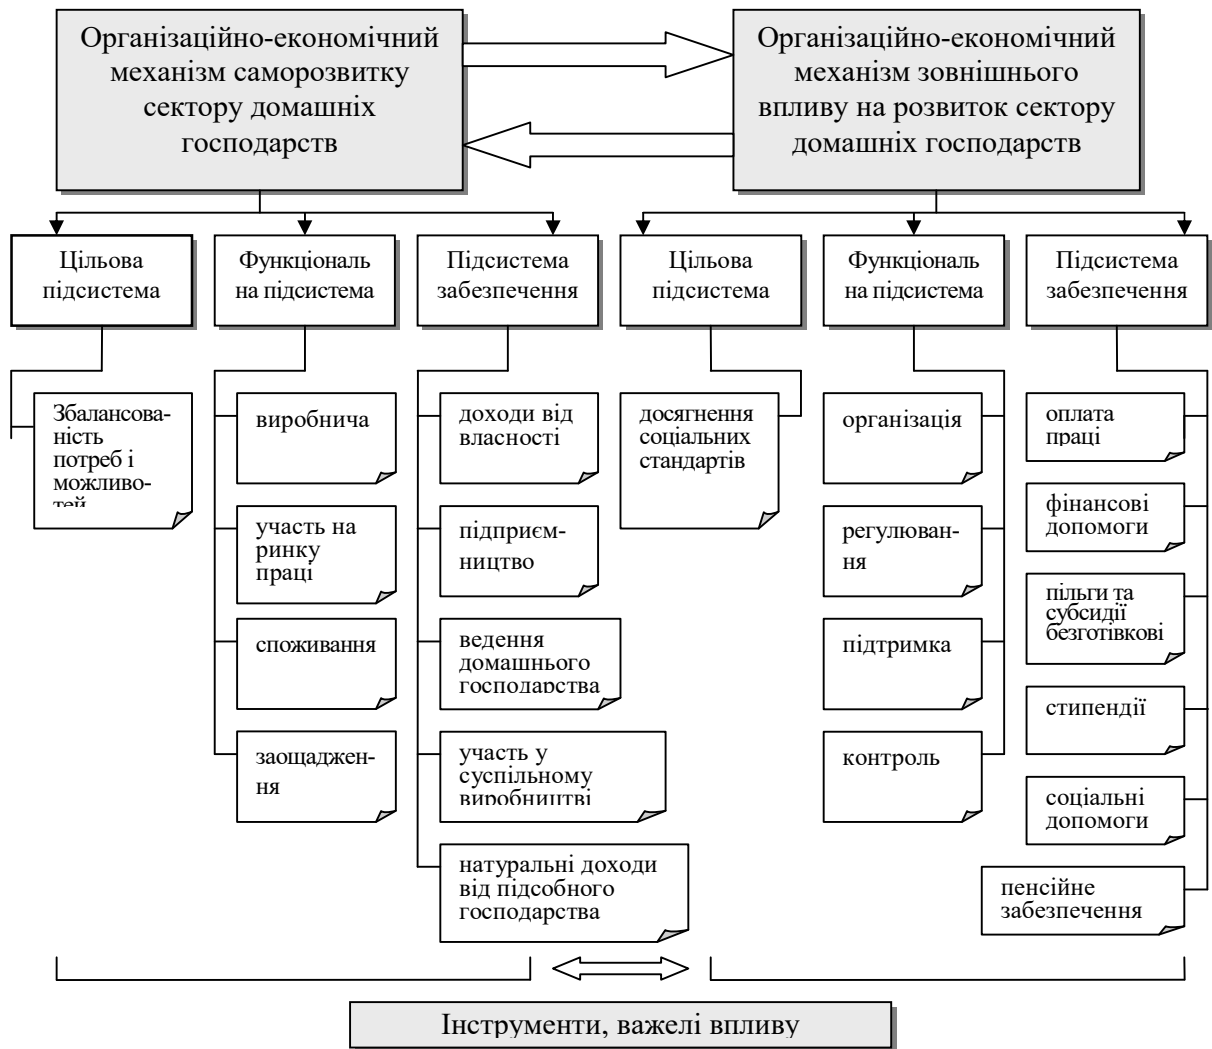 Організаційно-економічний
механізм саморозвитку
сектору домашніх
господарств
Організаційно-економічний
механізм зовнішнього
впливу на розвиток сектору
домашніх господарств
Цільова
підсистема
Функціональ
на підсистема
Підсистема
забезпечення
Цільова
підсистема
Функціональ
на підсистема
Підсистема
забезпечення
Збалансова-
ність
потреб і
можливо-
тей
виробнича
участь на
ринку
праці
споживання
заощаджен-
ня
доходи від
власності
підприєм-
ництво
ведення
домашнього
господарства
участь у
суспільному
виробництві
натуральні доходи
від підсобного
господарства
досягнення
соціальних
стандартів
організація
регулюван-
ня
підтримка
контроль
оплата
праці
фінансові
допомоги
пільги та
субсидії
безготівкові
стипендії
соціальні
допомоги
пенсійне
забезпечення
Інструменти, важелі впливу